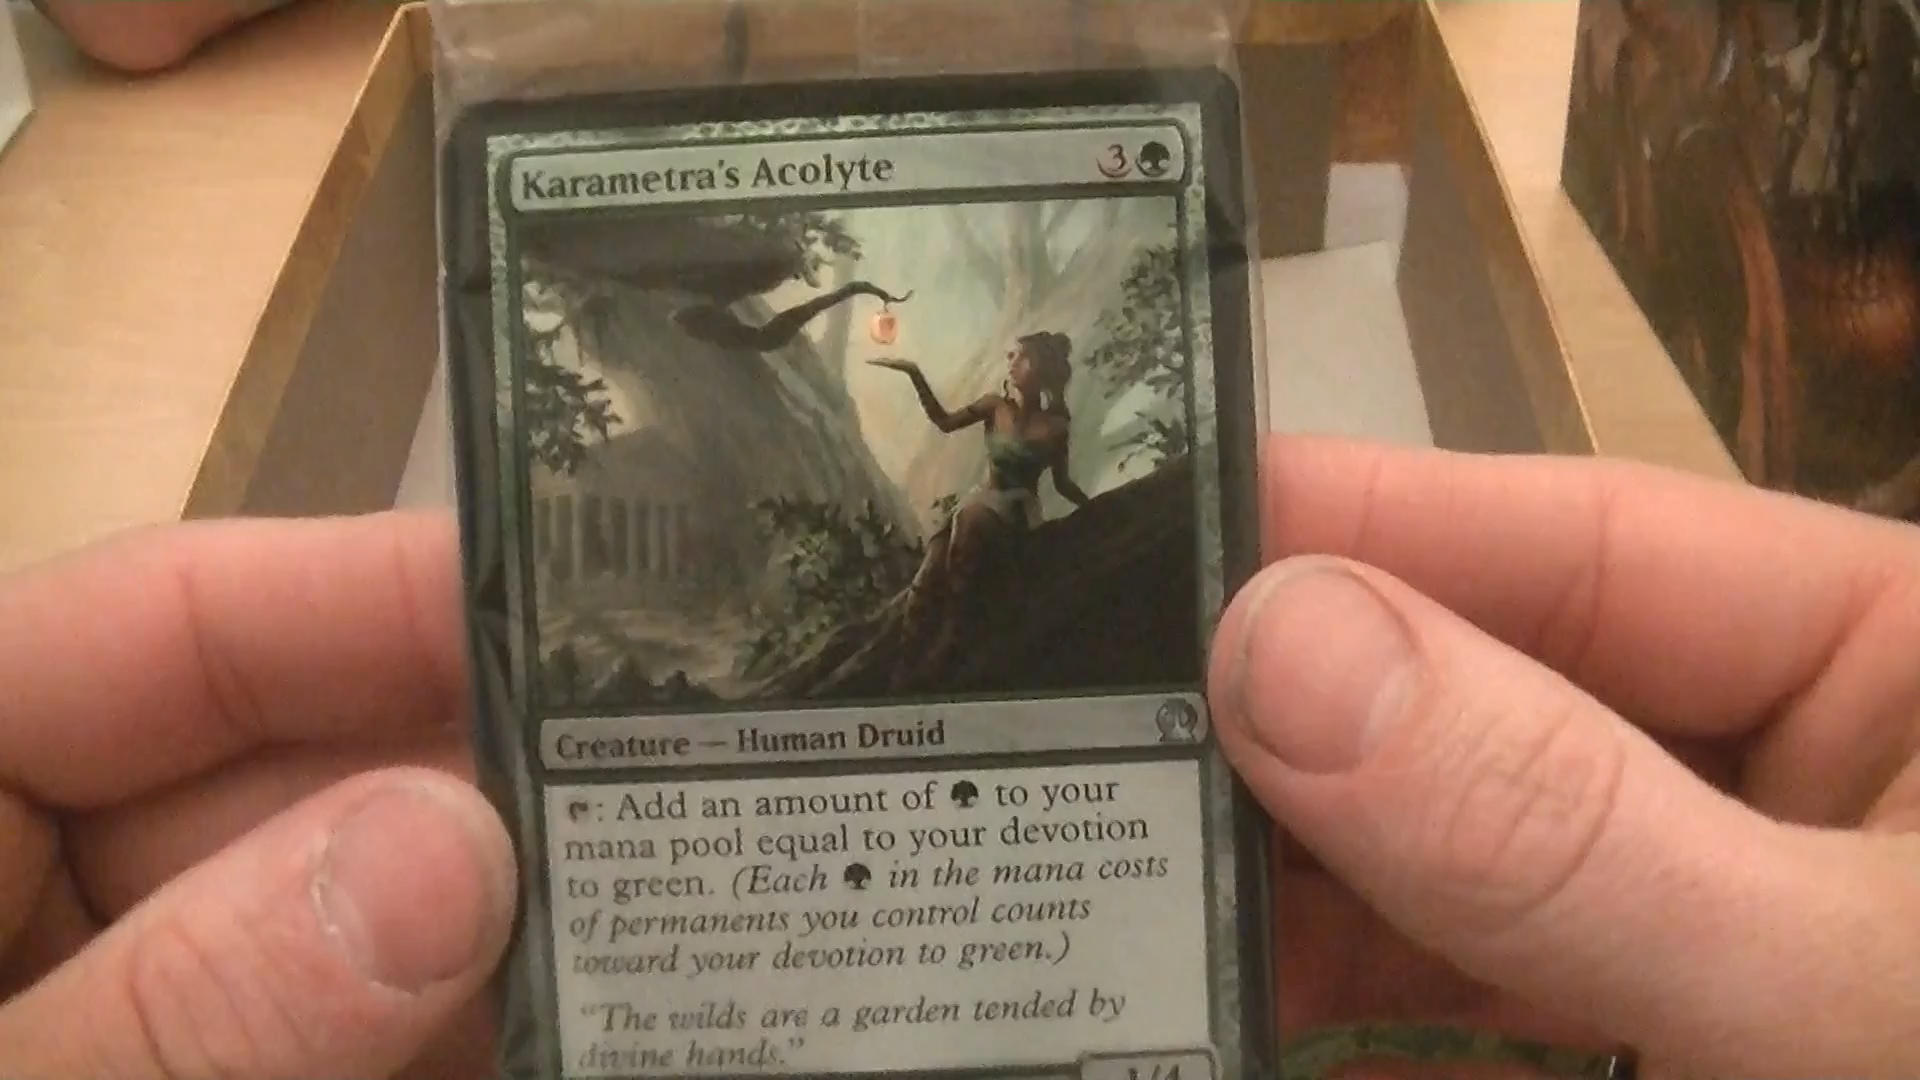 Karametra's Acolyte 3
Creature — Human Druid
: Add an amount of to your
mana pool equal to your devotion
to green. (Each in the mana costs
of permanents you control counts
toward your devotion to green.)
"The wilds are a garden tended by
divine hands."
1/4